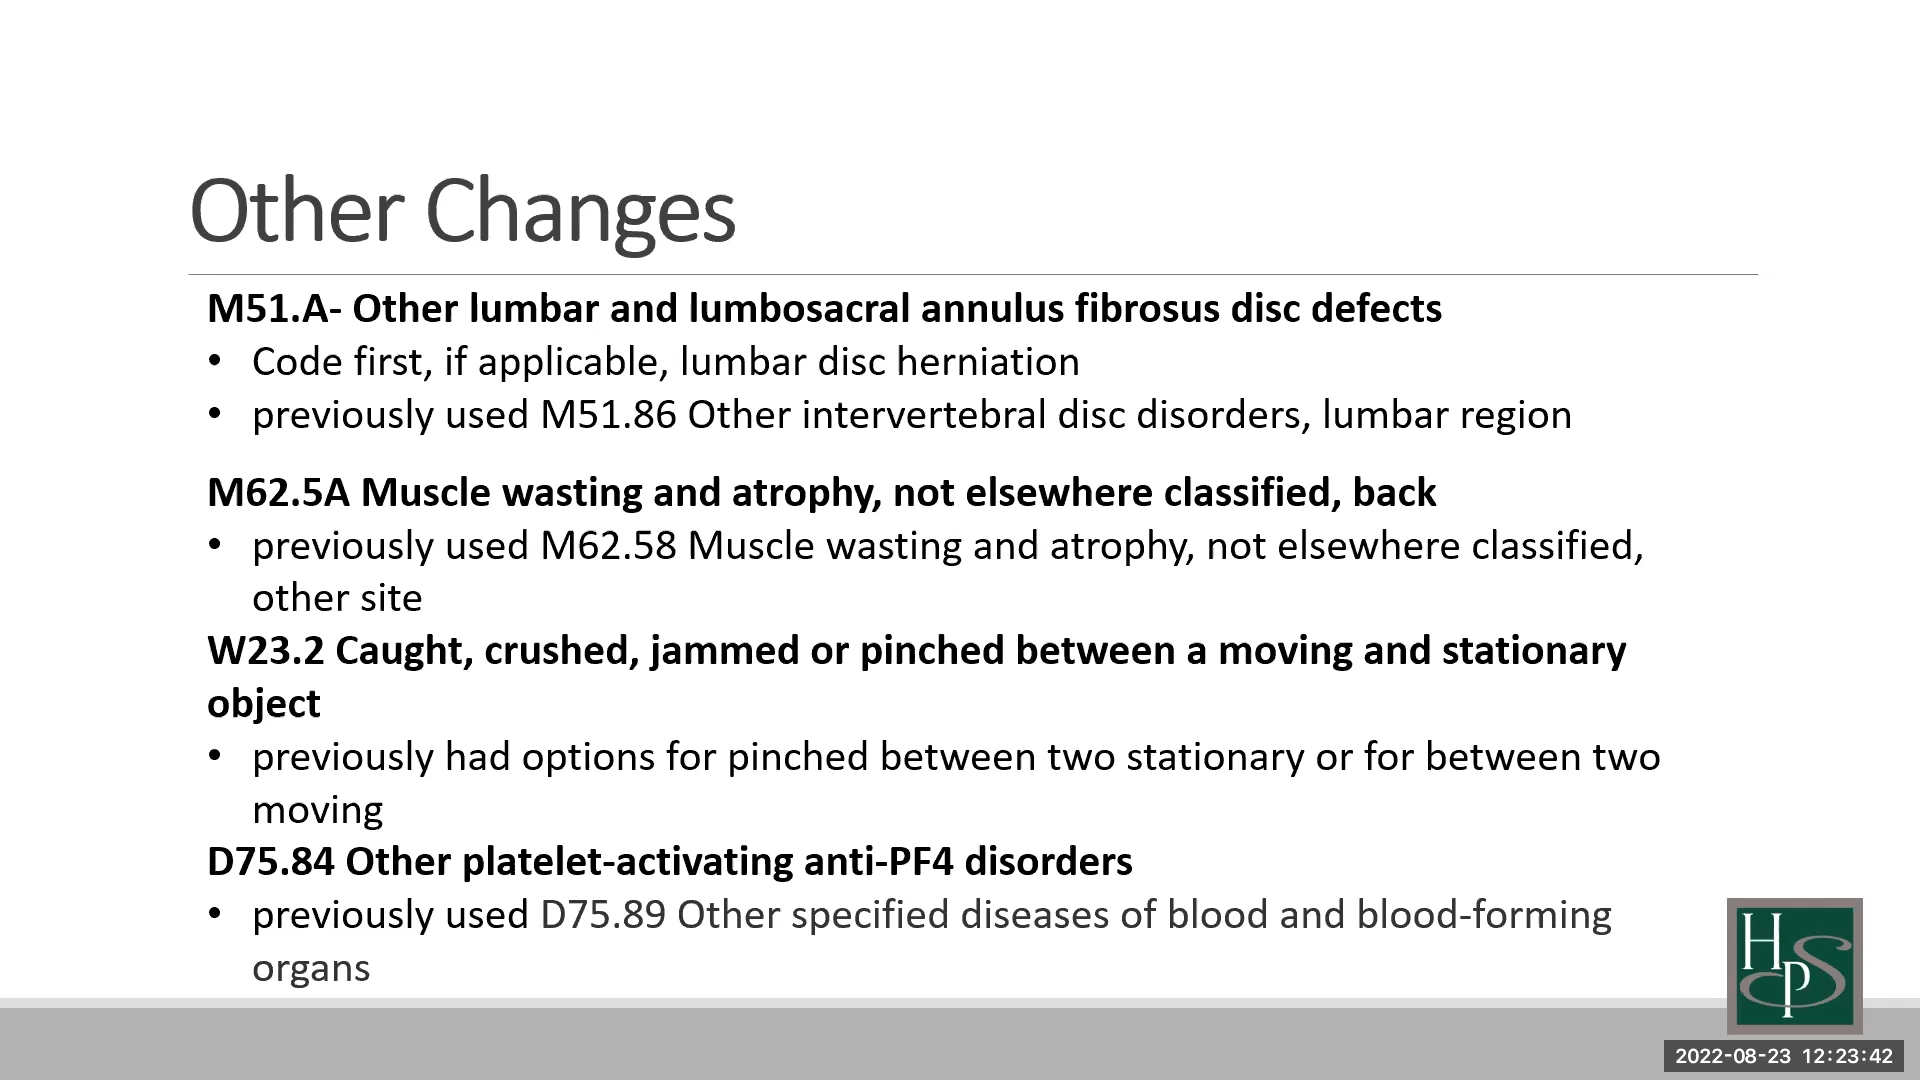 Other Changes
M51.A- Other lumbar and lumbosacral annulus fibrosus disc defects
• Code first, if applicable, lumbar disc herniation
• previously used M51.86 Other intervertebral disc disorders, lumbar region
M62.5A Muscle wasting and atrophy, not elsewhere classified, back
• previously used M62.58 Muscle wasting and atrophy, not elsewhere classified,
other site
W23.2 Caught, crushed, jammed or pinched between a moving and stationary
object
• previously had options for pinched between two stationary or for between two
moving
D75.84 Other platelet-activating anti-PF4 disorders
• previously used D75.89 Other specified diseases of blood and blood-forming
organs
HPS
2022-08-23 12:23:42